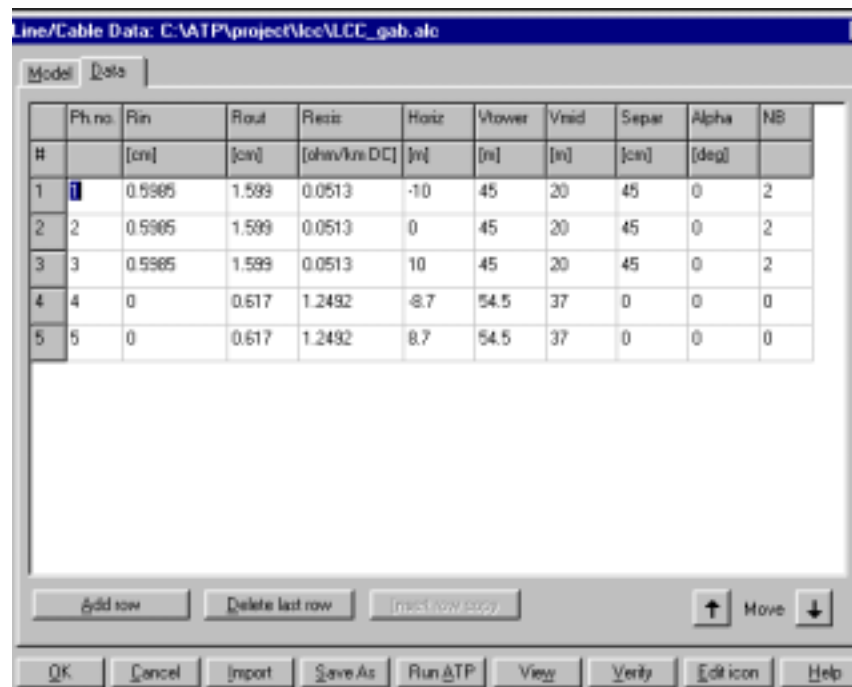 Line/Cable Data: C:\ATP\project\lcc\LCC_gab.alc
Model Data
Ph.no. Rin Rout Resis Horiz Vtower Vmid Separ Alpha NB
# [cm] [cm] [ohm/km DC] [m] [m] [m] [cm] [deg]
1 1 0.5985 1.599 0.0513 -10 45 20 45 0 2
2 2 0.5985 1.599 0.0513 0 45 20 45 0 2
3 3 0.5985 1.599 0.0513 10 45 20 45 0 2
4 4 0 0.617 1.2492 -8.7 54.5 37 0 0 0
5 5 0 0.617 1.2492 8.7 54.5 37 0 0 0
Add row Delete last row Insert row copy Move
OK Cancel Import Save As Run ATP View Verify Edit icon Help